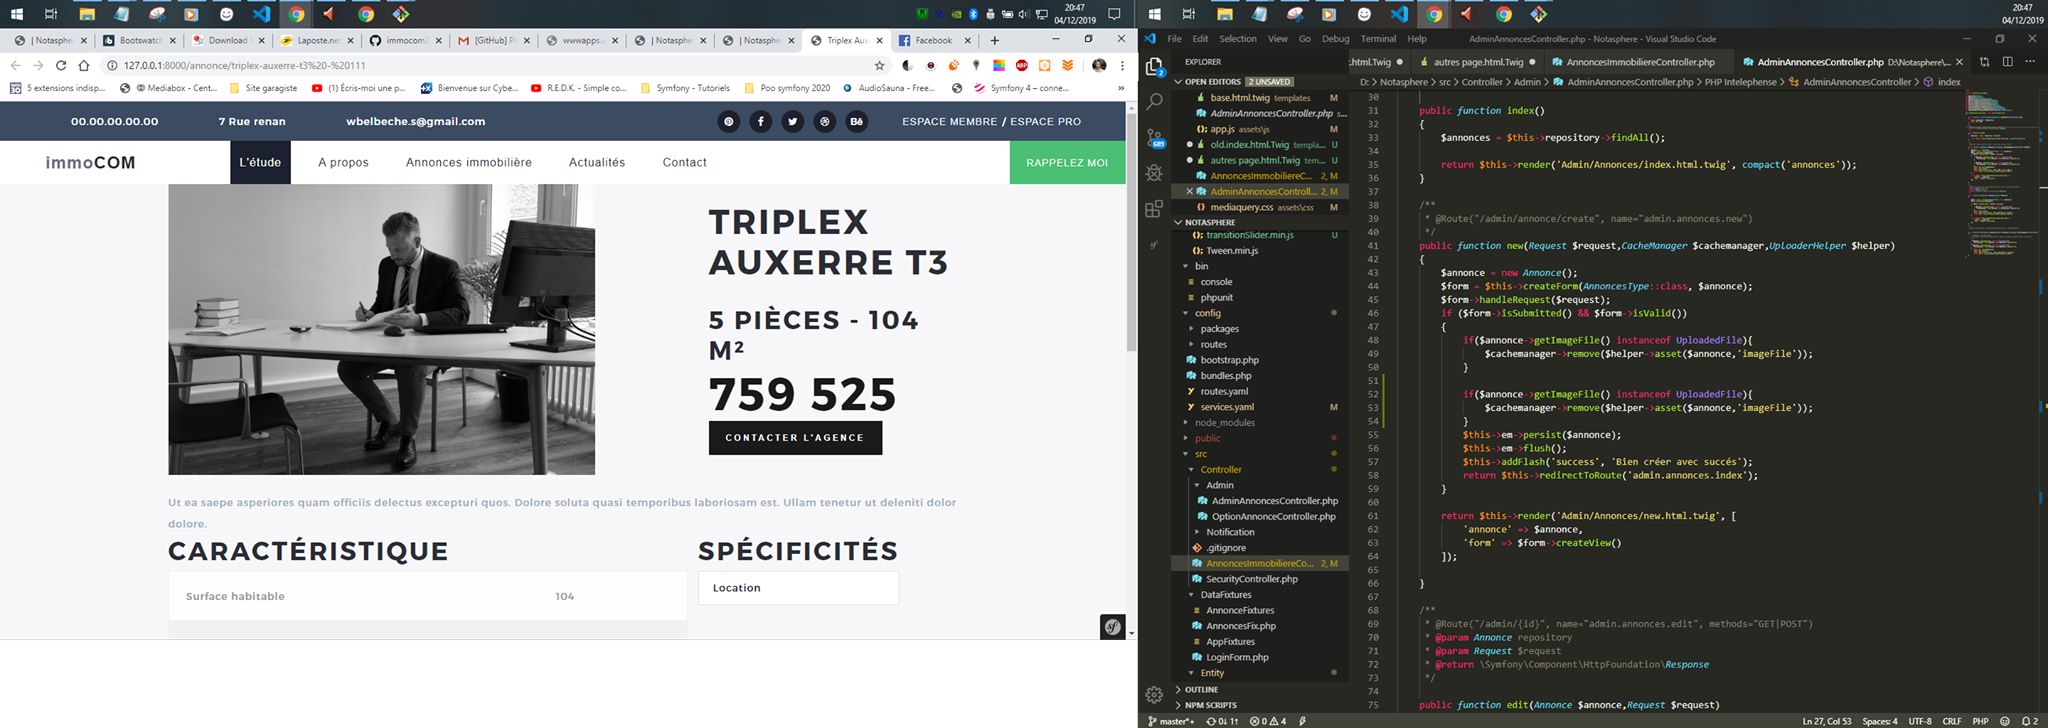 20:47
04/12/2019
| Notasphe
Bootswatc
Download
Laposte.net
immocom2
M [GitHub] P
wwwapps.u
| Notasphe
| Notasphe
Triplex Aux
Facebook
127.0.0.1:8000/annonce/triplex-auxerre-t3%20-%20111
5 extensions indisp...
@ Mediabox - Cent...
Site garagiste
(1) Écris-moi une p...
Bienvenue sur Cybe...
R.E.D.K. - Simple co...
Symfony - Tutoriels
Poo symfony 2020
AudioSauna - Free...
Symfony 4 – conne...
»
00.00.00.00.00
7 Rue renan
wbelbeche.s@gmail.com
ESPACE MEMBRE / ESPACE PRO
immoCOM
L'étude
A propos
Annonces immobilière
Actualités
Contact
RAPPELEZ MOI
TRIPLEX
AUXERRE T3
5 PIÈCES - 104
M²
759 525
CONTACTER L'AGENCE
Ut ea saepe asperiores quam officiis delectus excepturi quos. Dolore soluta quasi temporibus laboriosam est. Ullam tenetur ut deleniti dolor
dolore.
CARACTÉRISTIQUE
SPÉCIFICITÉS
Surface habitable 104
Location
20:47
04/12/2019
File Edit Selection View Go Debug Terminal Help
AdminAnnoncesController.php - Notasphere - Visual Studio Code
EXPLORER
.html.Twig
autres page.html.Twig
AnnoncesImmobiliereController.php
AdminAnnoncesController.php D:\Notasphere\...
OPEN EDITORS 2 UNSAVED
D: > Notasphere > src > Controller > Admin > AdminAnnoncesController.php > PHP Intelephense > AdminAnnoncesController > index
base.html.twig templates M
AdminAnnoncesController.php s...
app.js assets\js M
old.index.html.Twig templa... U
autres page.html.Twig tem... U
AnnoncesImmobiliereC... 2, M
AdminAnnoncesControll... 2, M
mediaquery.css assets\css M
NOTASPHERE
transitionSlider.min.js U
Tween.min.js
bin
console
phpunit
config
packages
routes
bootstrap.php
bundles.php
routes.yaml
services.yaml M
node_modules
public
src
Controller
Admin
AdminAnnoncesController.php
OptionAnnonceController.php
Notification
.gitignore
AnnoncesImmobiliereCo... 2, M
SecurityController.php
DataFixtures
AnnonceFixtures
AnnoncesFix.php
AppFixtures
LoginForm.php
Entity
OUTLINE
NPM SCRIPTS
2
689
30
31 public function index()
32 {
33 $annonces = $this->repository->findAll();
34
35 return $this->render('Admin/Annonces/index.html.twig', compact('annonces'));
36 }
37
38 /**
39 * @Route("/admin/annonce/create", name="admin.annonces.new")
40 */
41 public function new(Request $request,CacheManager $cachemanager,UpLoaderHelper $helper)
42 {
43 $annonce = new Annonce();
44 $form = $this->createForm(AnnoncesType::class, $annonce);
45 $form->handleRequest($request);
46 if ($form->isSubmitted() && $form->isValid())
47 {
48 if($annonce->getImageFile() instanceof UploadedFile){
49 $cachemanager->remove($helper->asset($annonce,'imageFile'));
50 }
51
52 if($annonce->getImageFile() instanceof UploadedFile){
53 $cachemanager->remove($helper->asset($annonce,'imageFile'));
54 }
55 $this->em->persist($annonce);
56 $this->em->flush();
57 $this->addFlash('success', 'Bien créer avec succés');
58 return $this->redirectToRoute('admin.annonces.index');
59 }
60
61 return $this->render('Admin/Annonces/new.html.twig', [
62 'annonce' => $annonce,
63 'form' => $form->createView()
64 ]);
65
66 }
67
68 /**
69 * @Route("/admin/{id}", name="admin.annonces.edit", methods="GET|POST")
70 * @param Annonce repository
71 * @param Request $request
72 * @return \Symfony\Component\HttpFoundation\Response
73 */
74
75 public function edit(Annonce $annonce,Request $request)
master*+ 0↓ 1↑ 0 4
Ln 27, Col 53 Spaces: 4 UTF-8 CRLF PHP 2